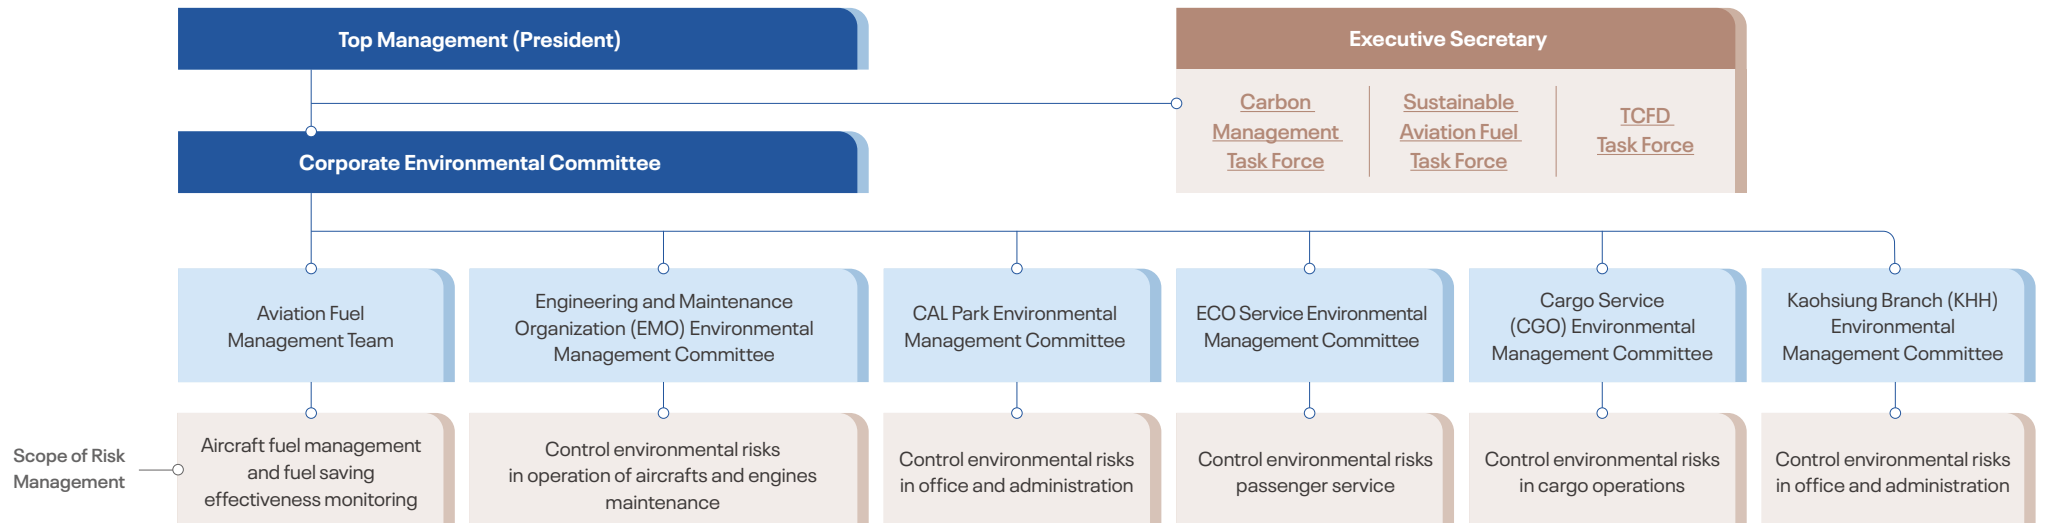 Top Management (President)
Executive Secretary
Carbon
Management
Task Force
Sustainable
Aviation Fuel
Task Force
TCFD
Task Force
Corporate Environmental Committee
Aviation Fuel
Management Team
Engineering and Maintenance
Organization (EMO) Environmental
Management Committee
CAL Park Environmental
Management Committee
ECO Service Environmental
Management Committee
Cargo Service
(CGO) Environmental
Management Committee
Kaohsiung Branch (KHH)
Environmental
Management Committee
Scope of Risk
Management
Aircraft fuel management
and fuel saving
effectiveness monitoring
Control environmental risks
in operation of aircrafts and engines
maintenance
Control environmental risks
in office and administration
Control environmental risks
passenger service
Control environmental risks
in cargo operations
Control environmental risks
in office and administration